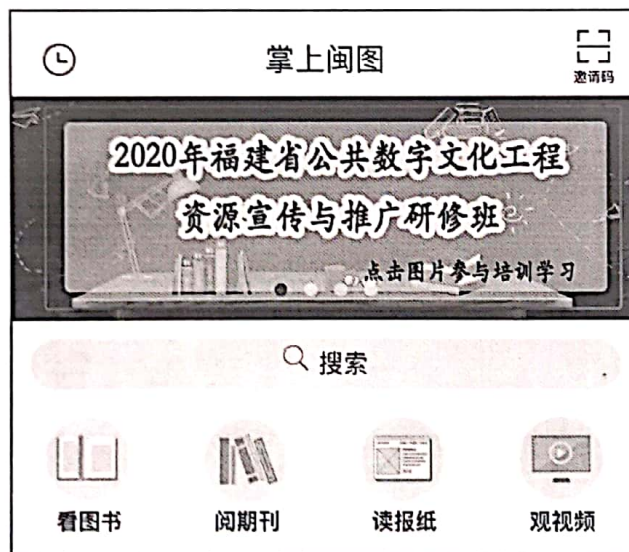 掌上闽图
邀请码
2020年福建省公共数字文化工程
资源宣传与推广研修班
点击图片参与培训学习
搜索
看图书 阅期刊 读报纸 观视频